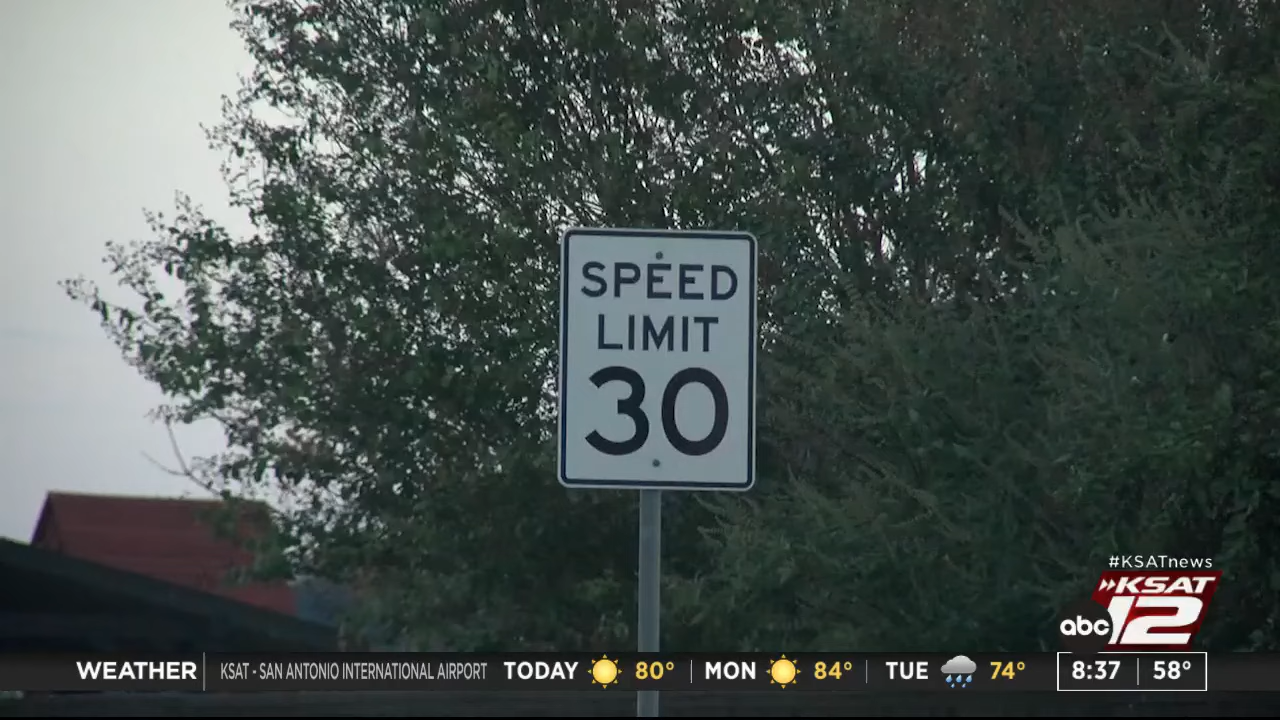 SPEED
LIMIT
30
#KSATnews
KSAT
abc 12
WEATHER KSAT - SAN ANTONIO INTERNATIONAL AIRPORT TODAY 80° MON 84° TUE 74° 8:37 58°